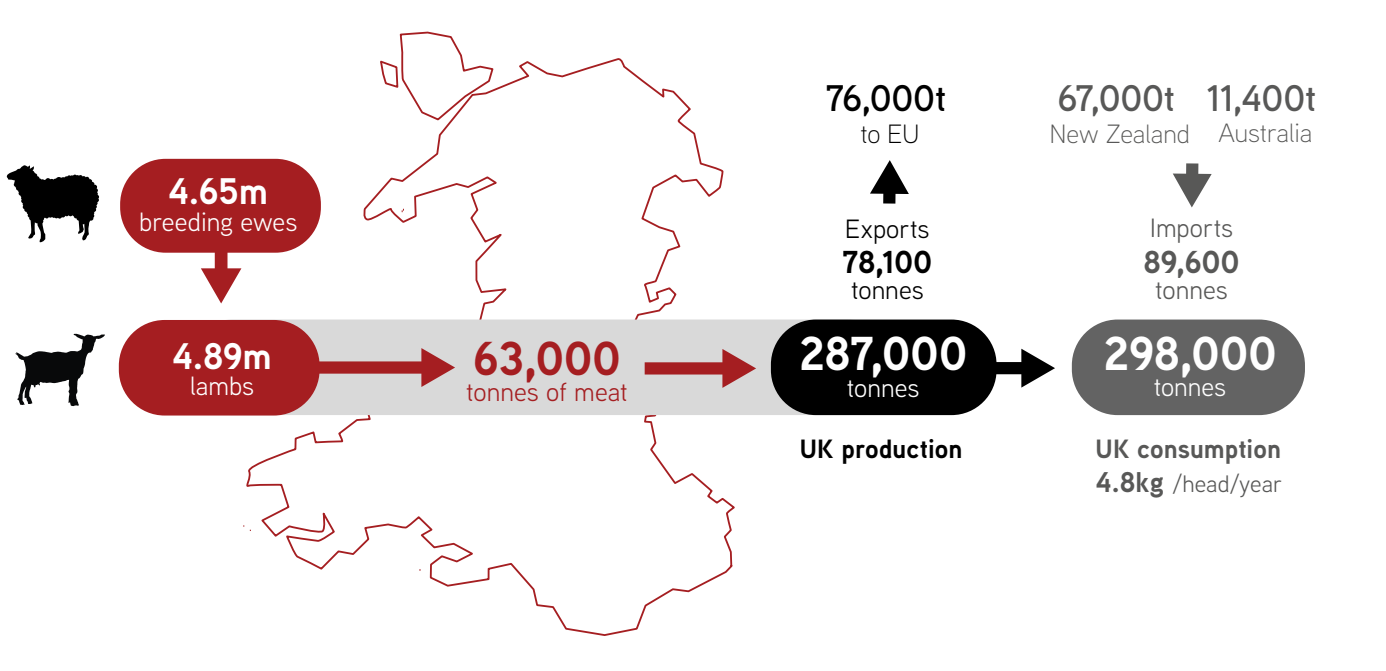 4.65m
breeding ewes
4.89m
lambs
63,000
tonnes of meat
76,000t
to EU
Exports
78,100
tonnes
287,000
tonnes
UK production
67,000t
New Zealand
11,400t
Australia
Imports
89,600
tonnes
298,000
tonnes
UK consumption
4.8kg /head/year